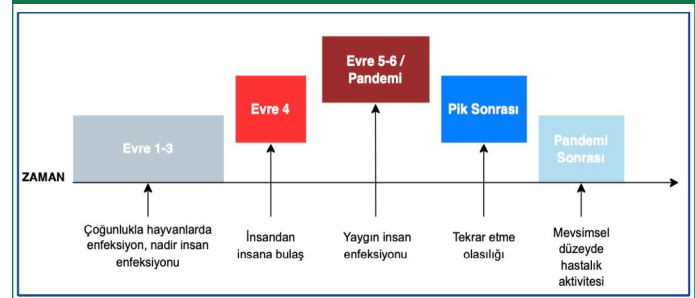 Evre 5-6 /
Pandemi
Evre 4
Pik Sonrası
Evre 1-3
Pandemi
Sonrası
ZAMAN
Çoğunlukla hayvanlarda
enfeksiyon, nadir insan
enfeksiyonu
İnsandan
insana bulaş
Yaygın insan
enfeksiyonu
Tekrar etme
olasılığı
Mevsimsel
düzeyde
hastalık
aktivitesi